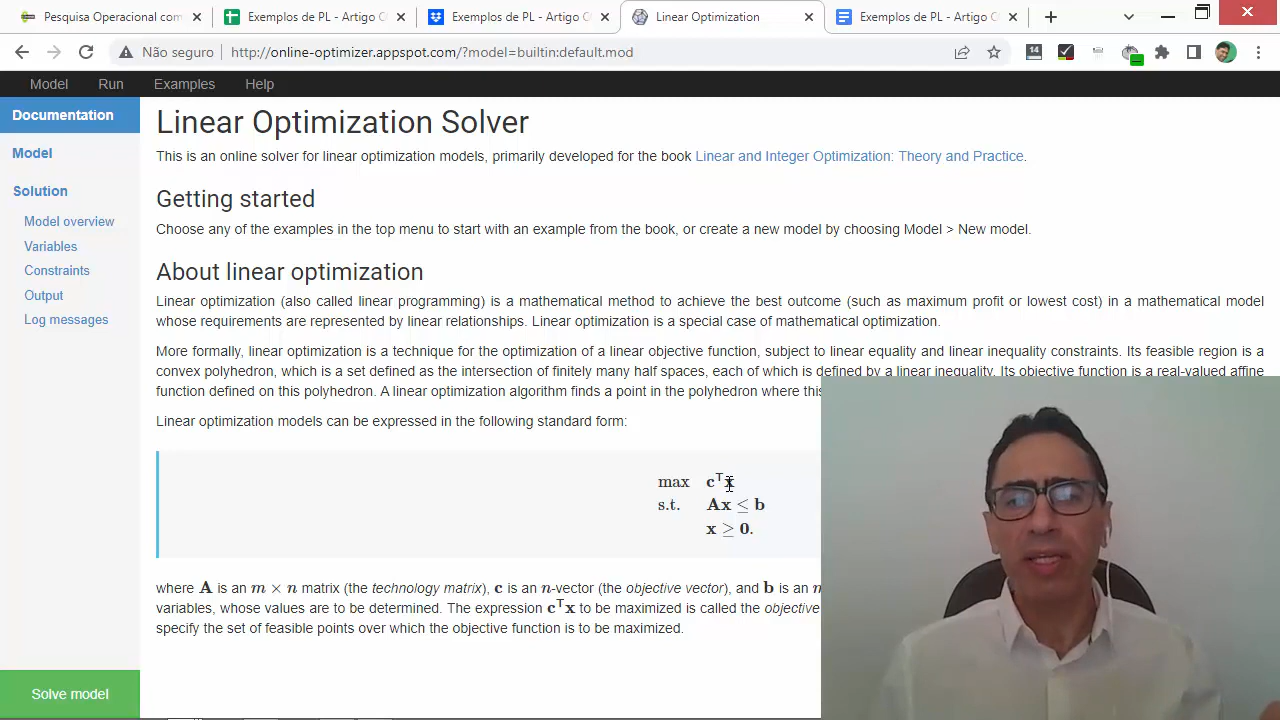 Pesquisa Operacional com
Exemplos de PL - Artigo C
Exemplos de PL - Artigo C
Linear Optimization
Exemplos de PL - Artigo C
Não seguro
http://online-optimizer.appspot.com/?model=builtin:default.mod
14
Model Run Examples Help
Documentation
Model
Solution
Model overview
Variables
Constraints
Output
Log messages
Solve model
Linear Optimization Solver
This is an online solver for linear optimization models, primarily developed for the book Linear and Integer Optimization: Theory and Practice.
Getting started
Choose any of the examples in the top menu to start with an example from the book, or create a new model by choosing Model > New model.
About linear optimization
Linear optimization (also called linear programming) is a mathematical method to achieve the best outcome (such as maximum profit or lowest cost) in a mathematical model
whose requirements are represented by linear relationships. Linear optimization is a special case of mathematical optimization.
More formally, linear optimization is a technique for the optimization of a linear objective function, subject to linear equality and linear inequality constraints. Its feasible region is a
convex polyhedron, which is a set defined as the intersection of finitely many half spaces, each of which is defined by a linear inequality. Its objective function is a real-valued affine
function defined on this polyhedron. A linear optimization algorithm finds a point in the polyhedron where this
Linear optimization models can be expressed in the following standard form:
max cᵀx
s.t. Ax ≤ b
x ≥ 0.
where A is an m × n matrix (the technology matrix), c is an n-vector (the objective vector), and b is an
variables, whose values are to be determined. The expression cᵀx to be maximized is called the objective
specify the set of feasible points over which the objective function is to be maximized.